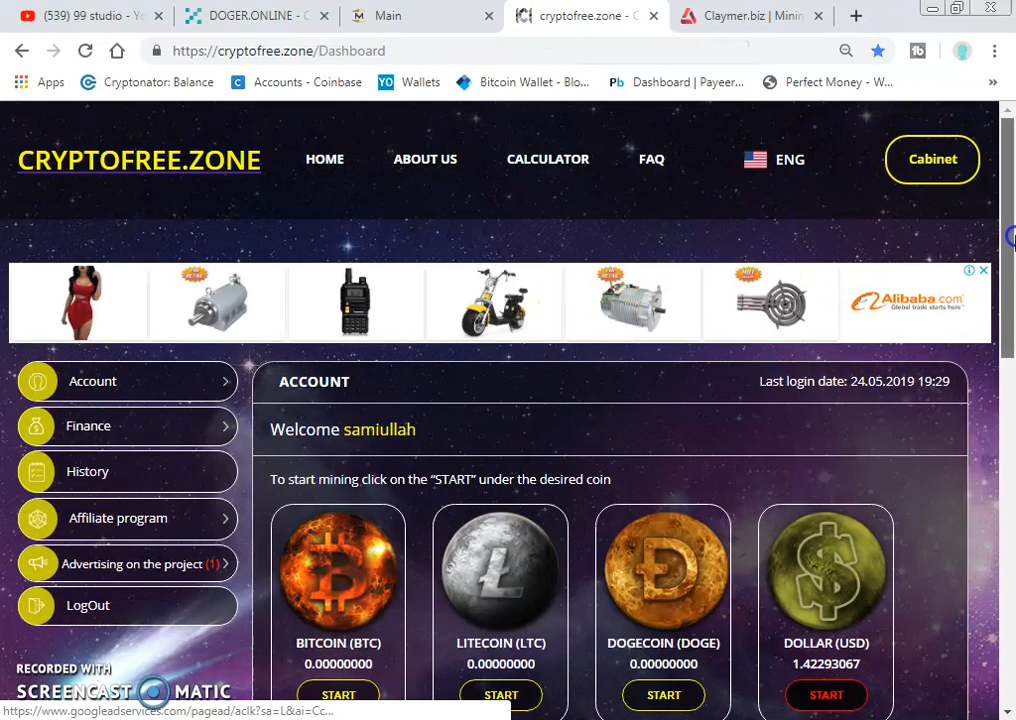 (539) 99 studio - Yo
DOGER.ONLINE - C
Main
cryptofree.zone - C
Claymer.biz | Minin
https://cryptofree.zone/Dashboard
Apps
Cryptonator: Balance
Accounts - Coinbase
YO Wallets
Bitcoin Wallet - Blo...
Pb Dashboard | Payeer...
Perfect Money - W...
»
CRYPTOFREE.ZONE
HOME
ABOUT US
CALCULATOR
FAQ
ENG
Cabinet
Alibaba.com
Global trade starts here
Account
Finance
History
Affiliate program
Advertising on the project (1)
LogOut
ACCOUNT
Last login date: 24.05.2019 19:29
Welcome samiullah
To start mining click on the “START” under the desired coin
BITCOIN (BTC)
0.00000000
START
LITECOIN (LTC)
0.00000000
START
DOGECOIN (DOGE)
0.00000000
START
DOLLAR (USD)
1.42293067
START
RECORDED WITH
SCREENCAST MATIC
https://www.googleadservices.com/pagead/aclk?sa=L&ai=Cc...